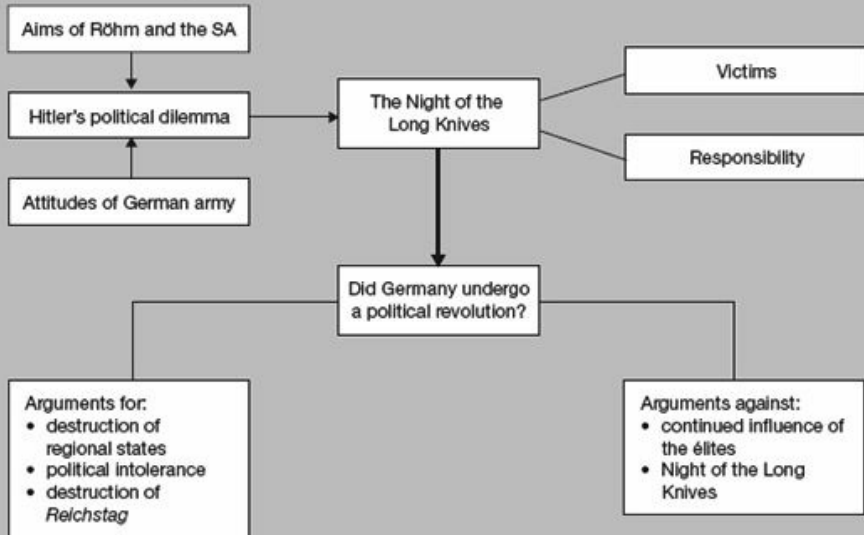 Aims of Röhm and the SA
Hitler's political dilemma
Attitudes of German army
The Night of the
Long Knives
Victims
Responsibility
Did Germany undergo
a political revolution?
Arguments for:
• destruction of
regional states
• political intolerance
• destruction of
Reichstag
Arguments against:
• continued influence of
the élites
• Night of the Long
Knives